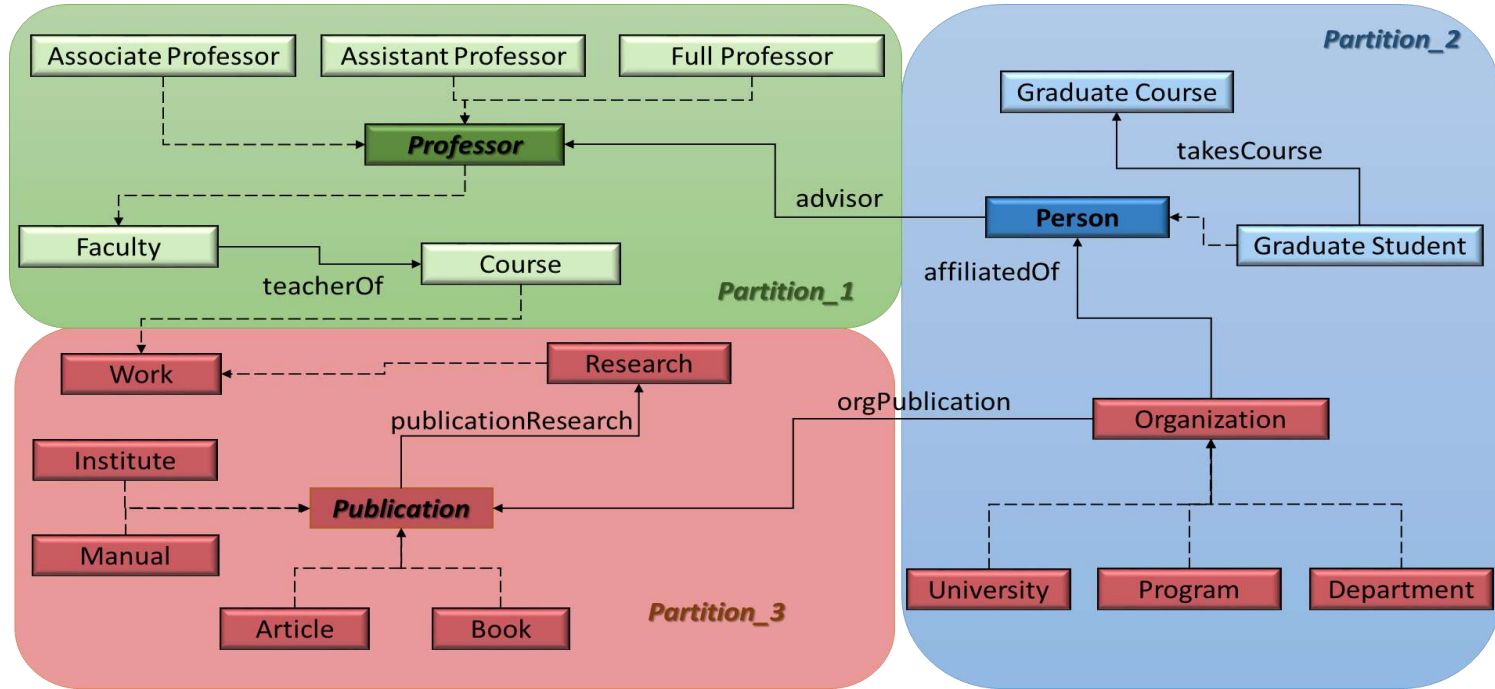 Partition_2
Associate Professor
Assistant Professor
Full Professor
Graduate Course
Professor
takesCourse
advisor
Person
Faculty
Graduate Student
Course
teacherOf
affiliatedOf
Partition_1
Work
Research
orgPublication
publicationResearch
Organization
Institute
Publication
Manual
University
Program
Department
Article
Book
Partition_3